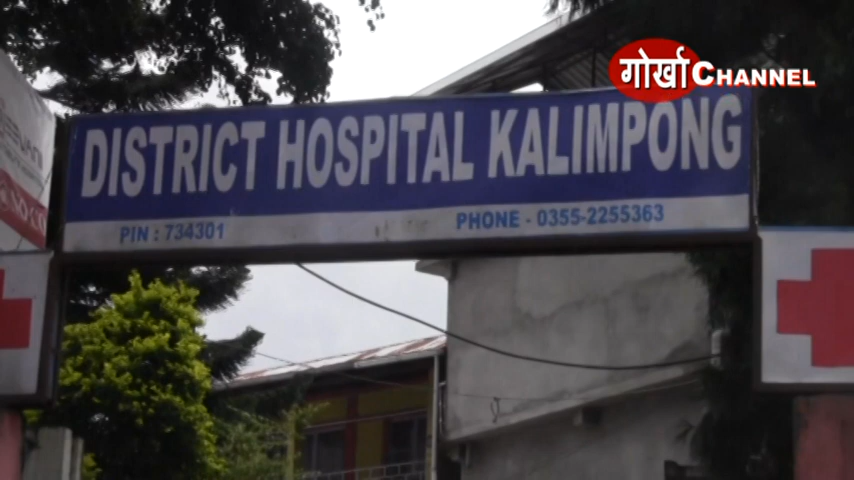 गोर्खा CHANNEL
DISTRICT HOSPITAL KALIMPONG
PIN : 734301
PHONE - 0355-2255363